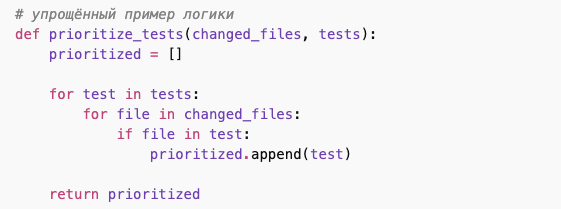 # упрощённый пример логики
def prioritize_tests(changed_files, tests):
    prioritized = []

    for test in tests:
        for file in changed_files:
            if file in test:
                prioritized.append(test)

    return prioritized